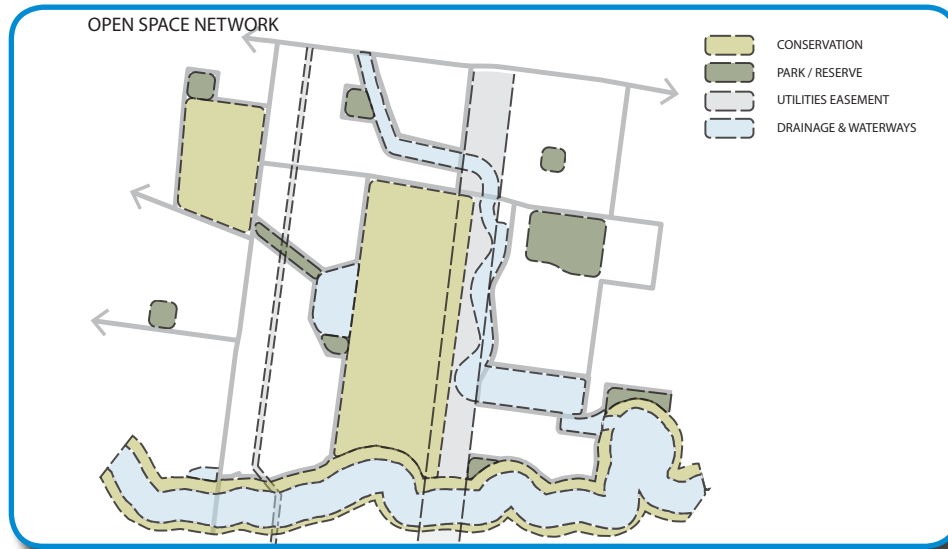 OPEN SPACE NETWORK
CONSERVATION
PARK / RESERVE
UTILITIES EASEMENT
DRAINAGE & WATERWAYS